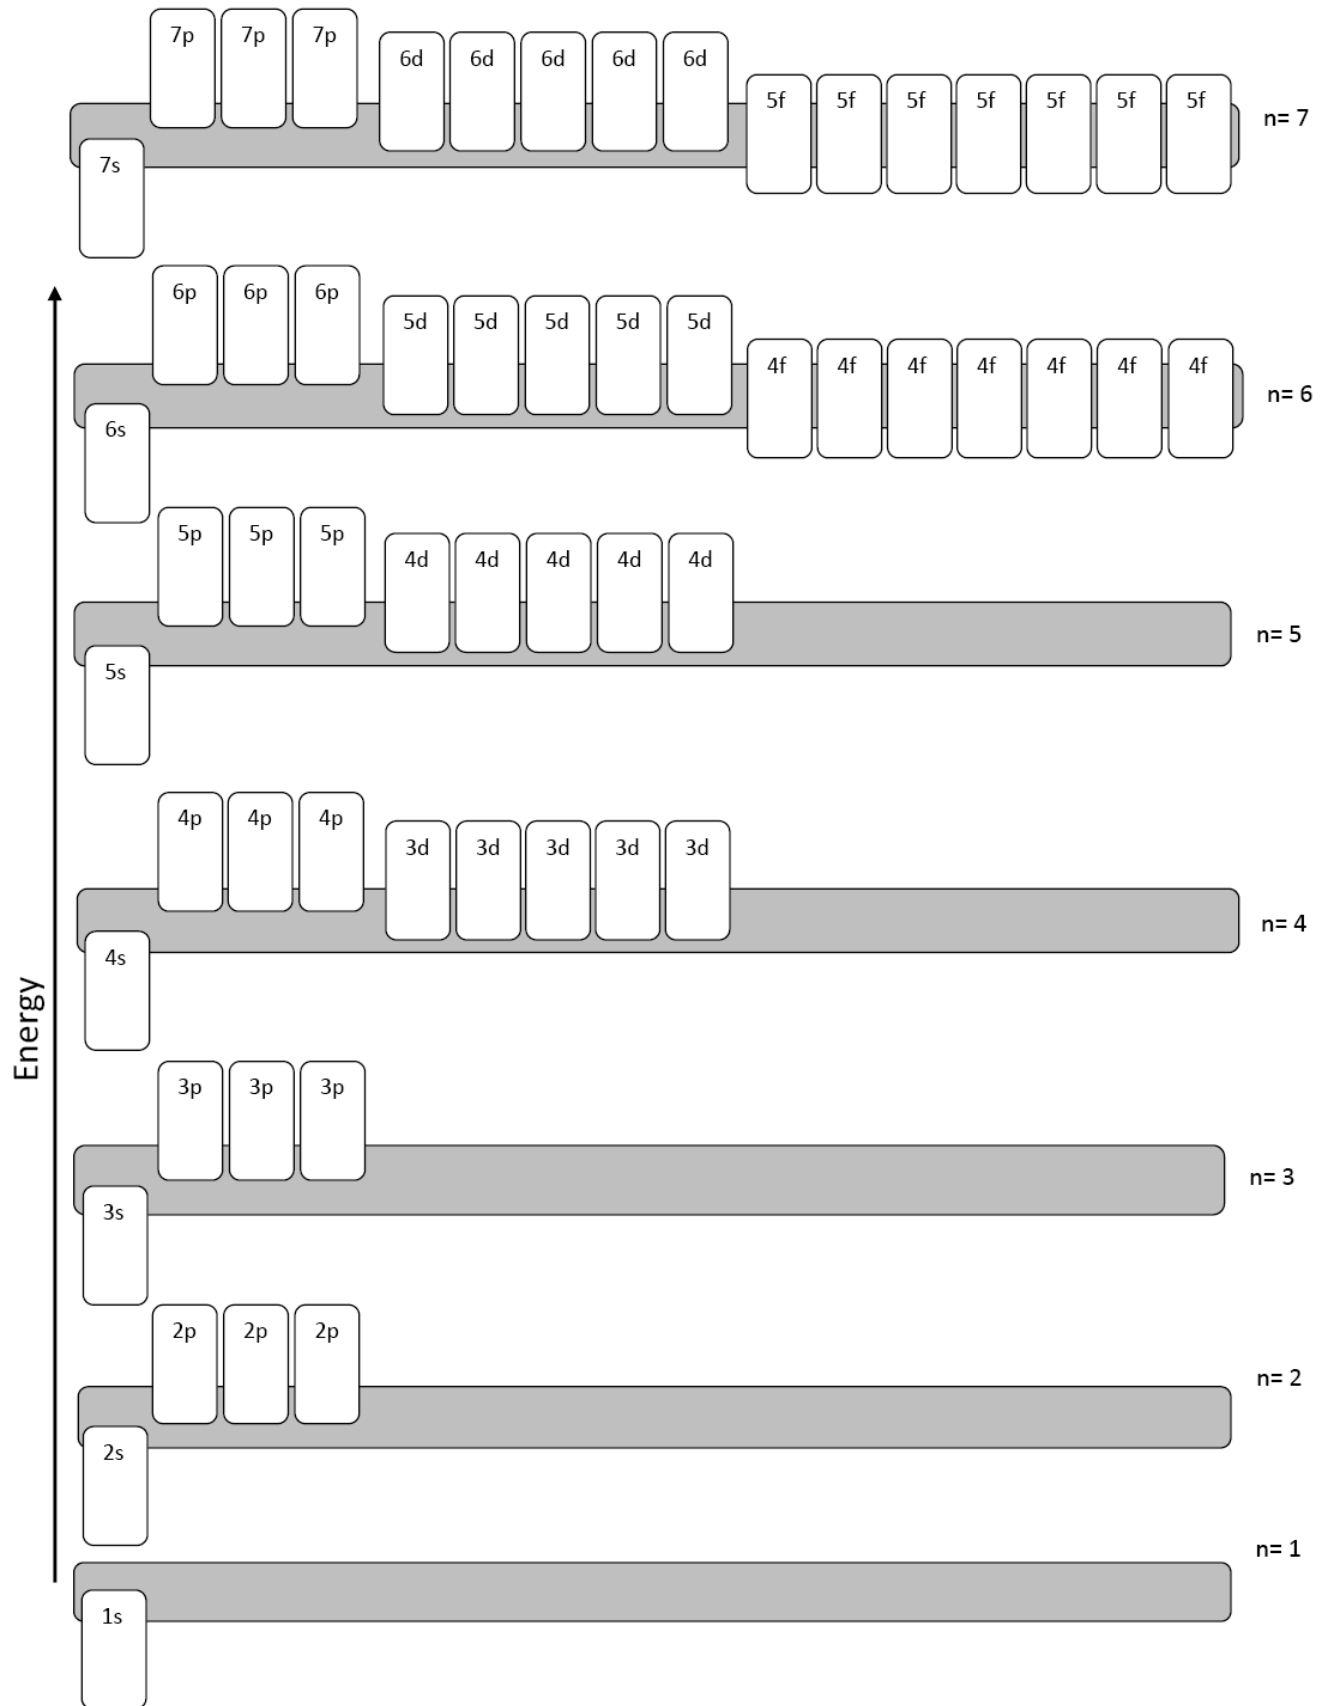 7p 7p 7p
6d 6d 6d 6d 6d
5f 5f 5f 5f 5f 5f 5f
n= 7
7s
6p 6p 6p
5d 5d 5d 5d 5d
4f 4f 4f 4f 4f 4f 4f
n= 6
6s
5p 5p 5p
4d 4d 4d 4d 4d
n= 5
5s
4p 4p 4p
3d 3d 3d 3d 3d
n= 4
4s
Energy
3p 3p 3p
n= 3
3s
2p 2p 2p
n= 2
2s
n= 1
1s